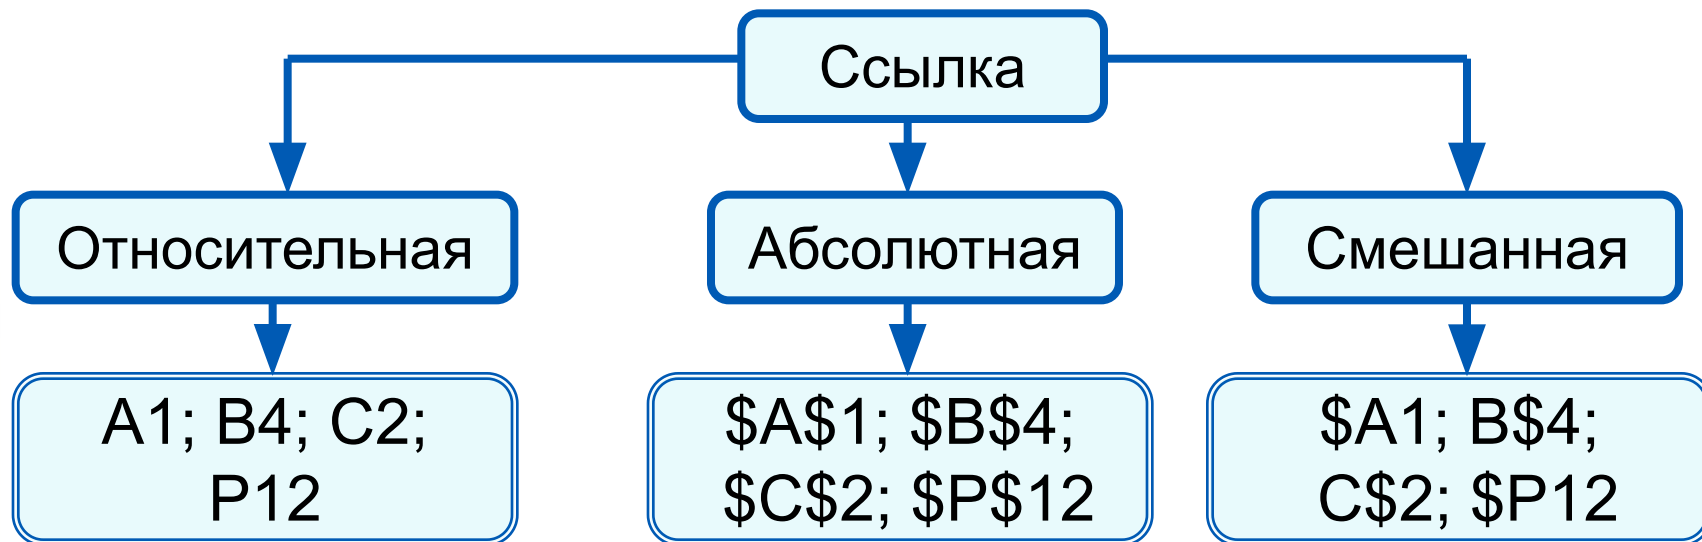 Ссылка
Относительная
Абсолютная
Смешанная
A1; B4; C2;
P12
$A$1; $B$4;
$C$2; $P$12
$A1; B$4;
C$2; $P12